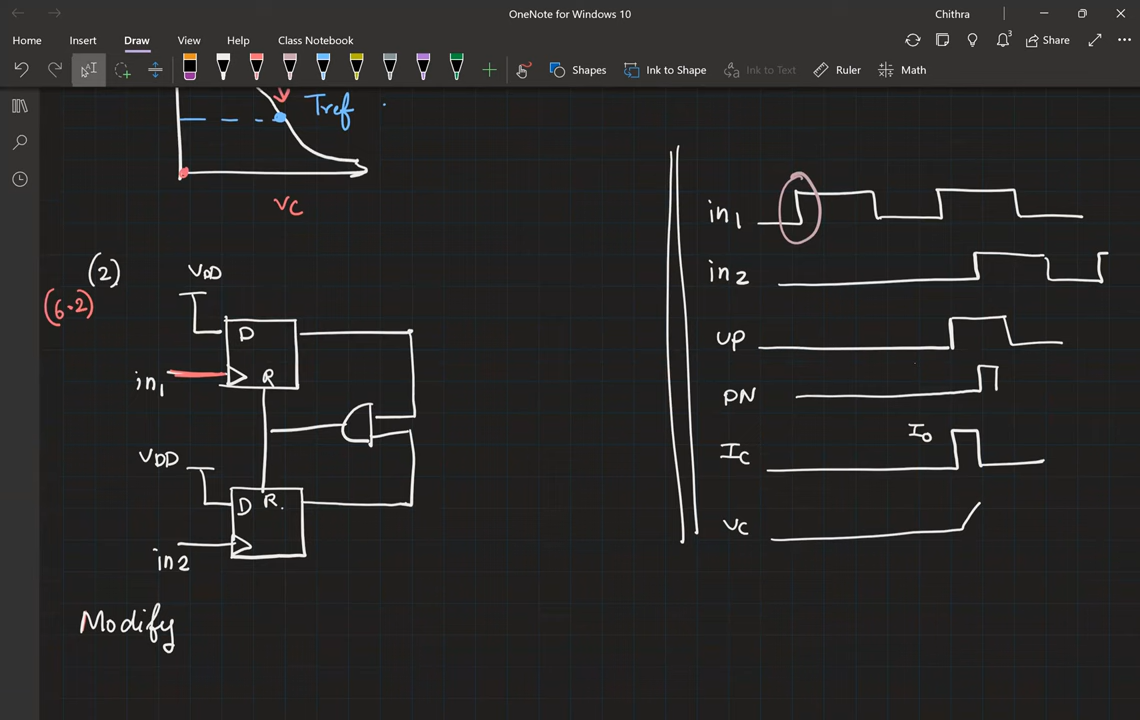 OneNote for Windows 10
Chithra
Home Insert Draw View Help Class Notebook
Share
Shapes Ink to Shape Ink to Text Ruler Math
Tref
VC
(2)
(6.2)
VDD
D
in1
R
VDD
D R.
in2
Modify
in1
in2
UP
DN
I0
IC
VC